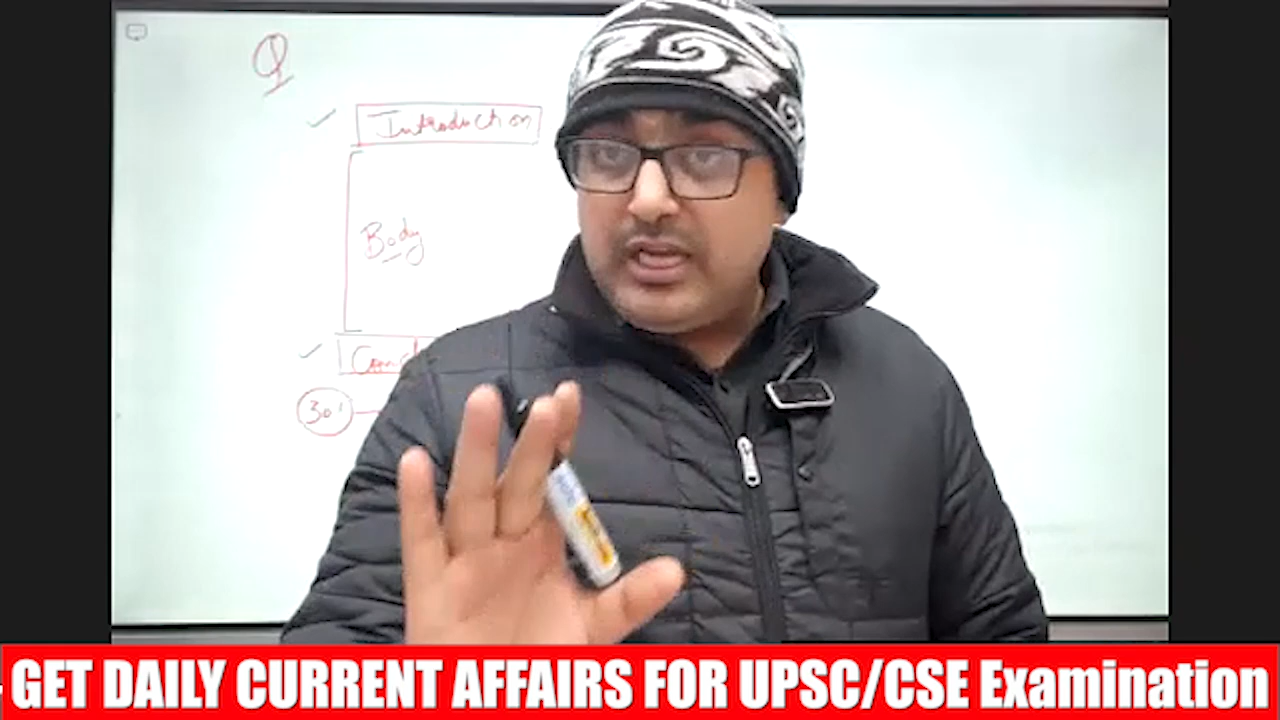 Q
Introduction
Body
30%
GET DAILY CURRENT AFFAIRS FOR UPSC/CSE Examination